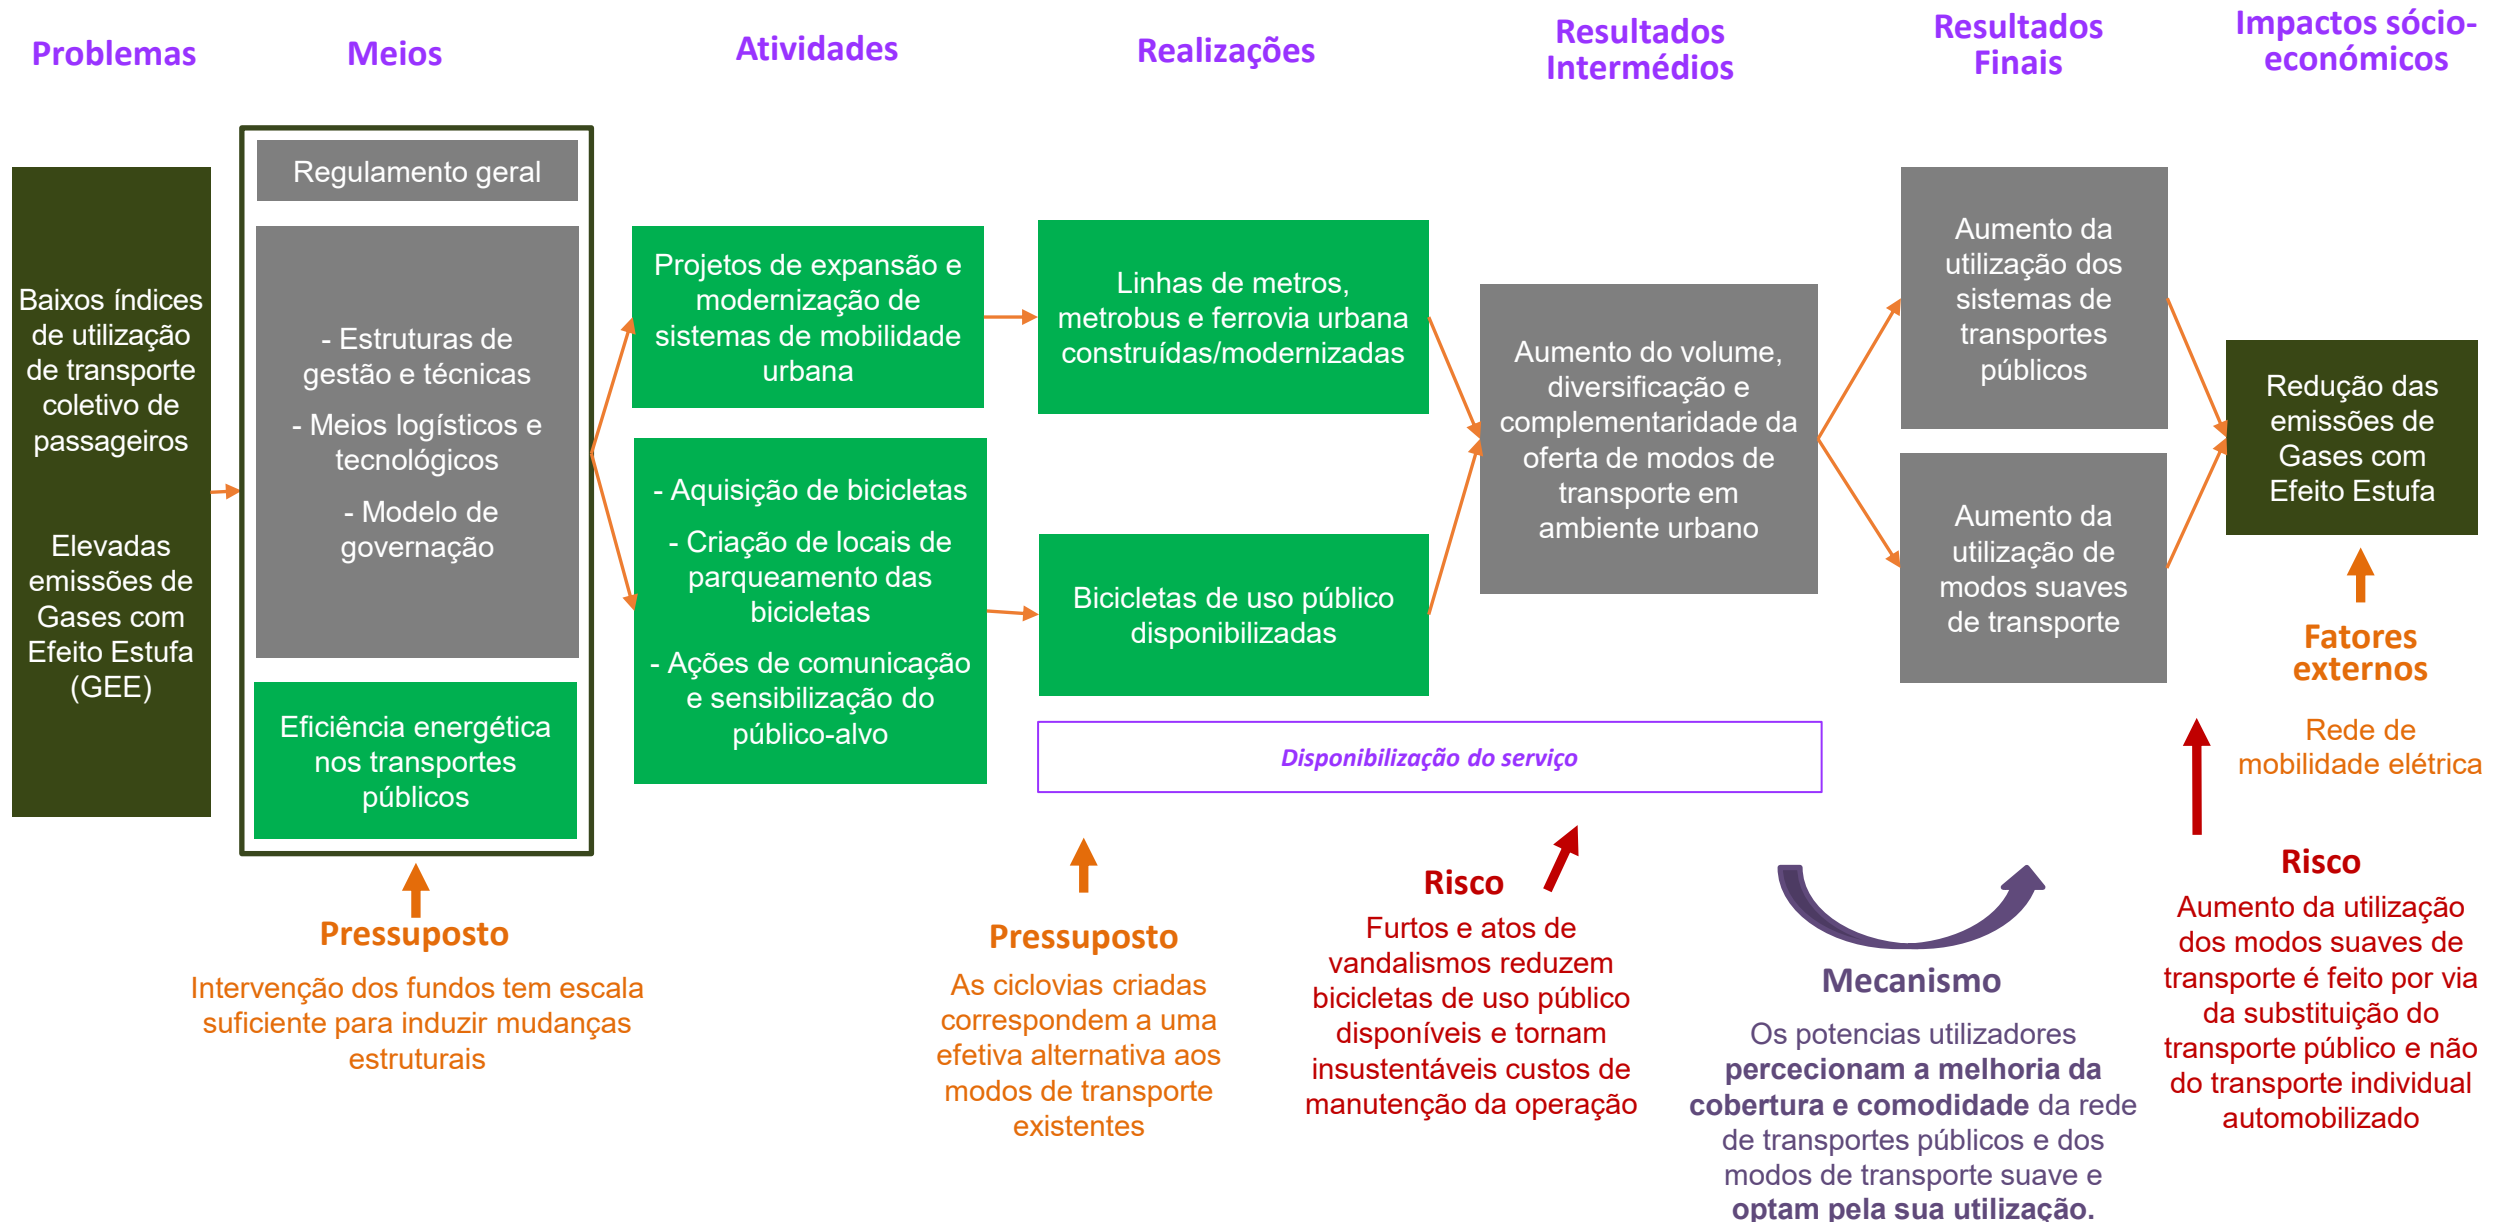 Problemas
Meios
Atividades
Realizações
Resultados
Intermédios
Resultados
Finais
Impactos sócio-
económicos
Baixos índices
de utilização
de transporte
coletivo de
passageiros
Elevadas
emissões de
Gases com
Efeito Estufa
(GEE)
Regulamento geral
- Estruturas de
gestão e técnicas
- Meios logísticos e
tecnológicos
- Modelo de
governação
Eficiência energética
nos transportes
públicos
Projetos de expansão e
modernização de
sistemas de mobilidade
urbana
- Aquisição de bicicletas
- Criação de locais de
parqueamento das
bicicletas
- Ações de comunicação
e sensibilização do
público-alvo
Linhas de metros,
metrobus e ferrovia urbana
construídas/modernizadas
Bicicletas de uso público
disponibilizadas
Aumento do volume,
diversificação e
complementaridade da
oferta de modos de
transporte em
ambiente urbano
Disponibilização do serviço
Aumento da
utilização dos
sistemas de
transportes
públicos
Aumento da
utilização de
modos suaves
de transporte
Redução das
emissões de
Gases com
Efeito Estufa
Fatores
externos
Rede de
mobilidade elétrica
Pressuposto
Intervenção dos fundos tem escala
suficiente para induzir mudanças
estruturais
Pressuposto
As ciclovias criadas
correspondem a uma
efetiva alternativa aos
modos de transporte
existentes
Risco
Furtos e atos de
vandalismos reduzem
bicicletas de uso público
disponíveis e tornam
insustentáveis custos de
manutenção da operação
Mecanismo
Os potencias utilizadores
percecionam a melhoria da
cobertura e comodidade da rede
de transportes públicos e dos
modos de transporte suave e
optam pela sua utilização.
Risco
Aumento da utilização
dos modos suaves de
transporte é feito por via
da substituição do
transporte público e não
do transporte individual
automobilizado